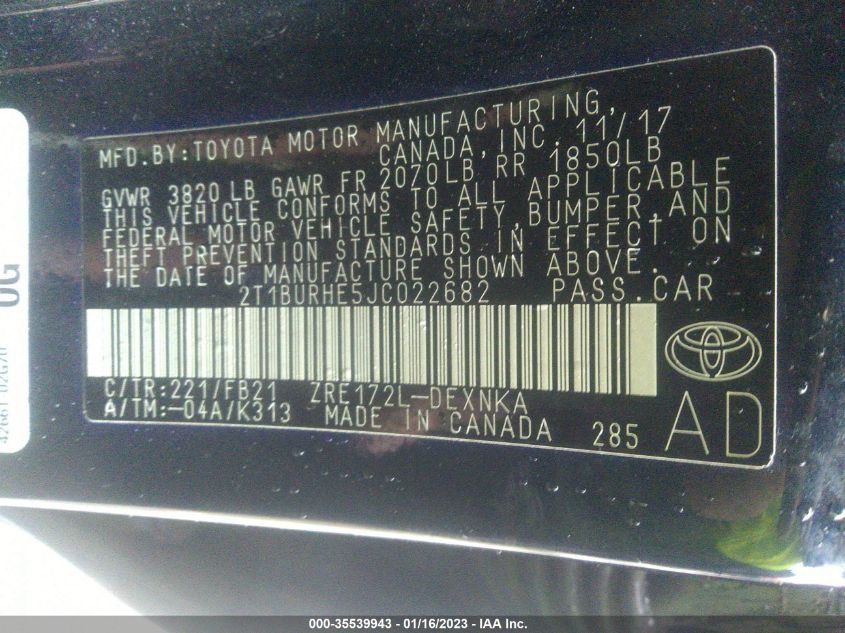 MFD.BY:TOYOTA MOTOR MANUFACTURING,
CANADA, INC. 11/17
GVWR 3820 LB GAWR FR 2070LB, RR 1850LB
THIS VEHICLE CONFORMS TO ALL APPLICABLE
FEDERAL MOTOR VEHICLE SAFETY, BUMPER, AND
THEFT PREVENTION STANDARDS IN EFFECT ON
THE DATE OF MANUFACTURE SHOWN ABOVE.
2T1BURHE5JC022682 PASS.CAR
C/TR:221/FB21 ZRE172L-DEXNKA
A/TM:-04A/K313 MADE IN CANADA 285
AD
000-35539943 - 01/16/2023 - IAA Inc.